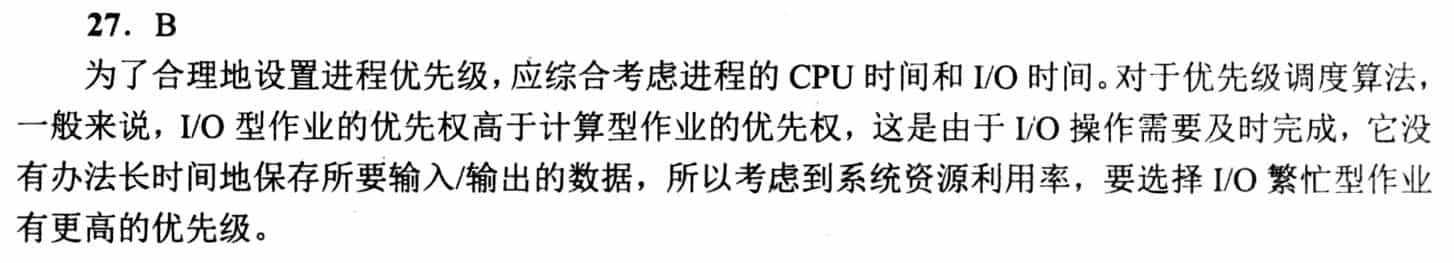 27. B
为了合理地设置进程优先级，应综合考虑进程的 CPU 时间和 I/O 时间。对于优先级调度算法，
一般来说，I/O 型作业的优先权高于计算型作业的优先权，这是由于 I/O 操作需要及时完成，它没
有办法长时间地保存所要输入/输出的数据，所以考虑到系统资源利用率，要选择 I/O 繁忙型作业
有更高的优先级。